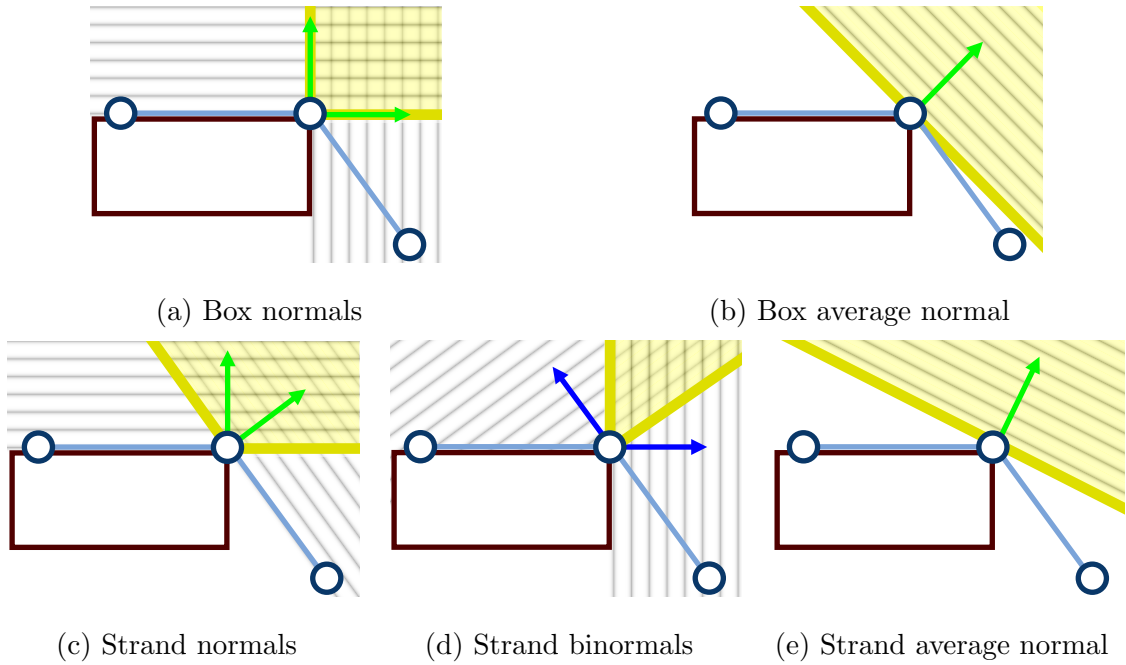 (a) Box normals
(b) Box average normal
(c) Strand normals
(d) Strand binormals
(e) Strand average normal